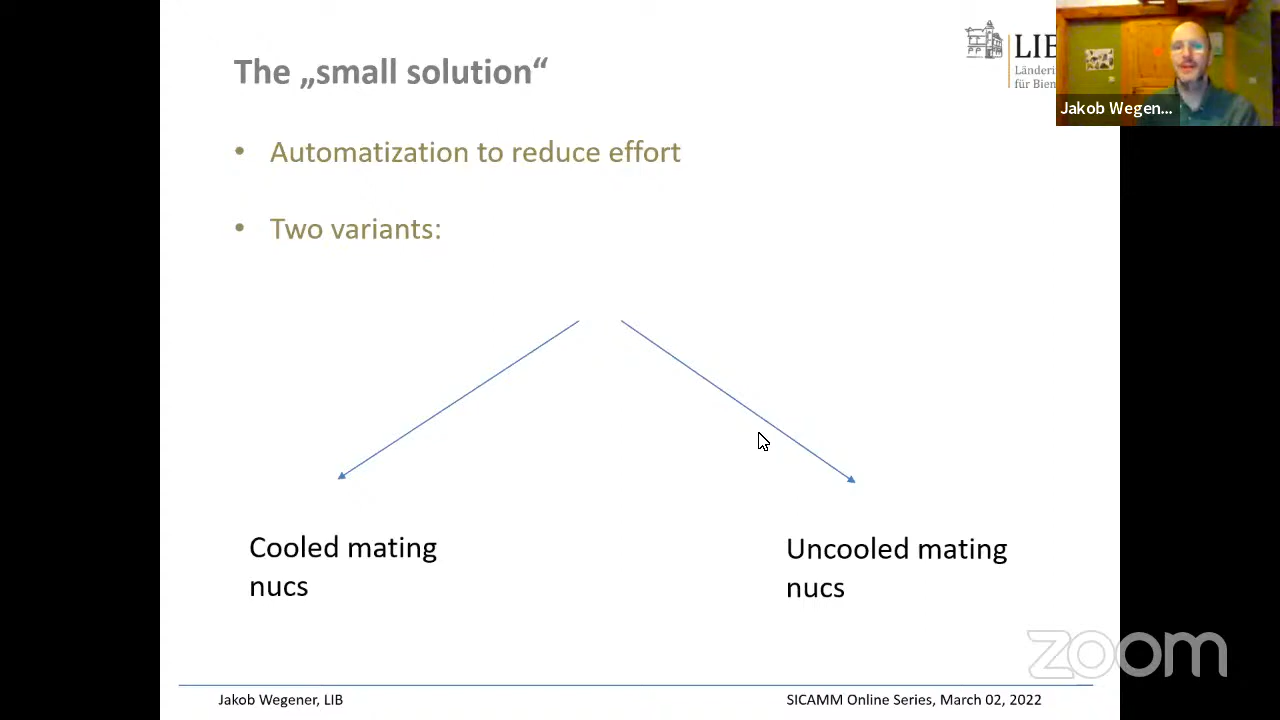 The „small solution“
LIB
Länderin
für Bien
Jakob Wegen...
• Automatization to reduce effort
• Two variants:
Cooled mating
nucs
Uncooled mating
nucs
zoom
Jakob Wegener, LIB
SICAMM Online Series, March 02, 2022